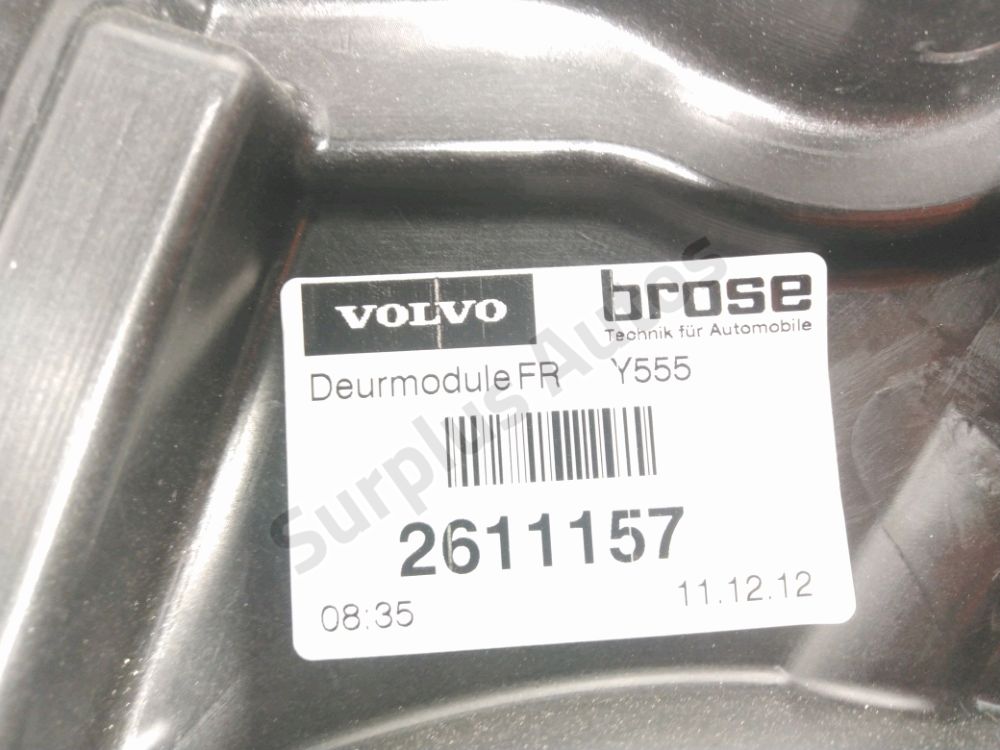 VOLVO
brose
Technik für Automobile
Deurmodule FR Y555
2611157
08:35 11.12.12
Surplus Autos